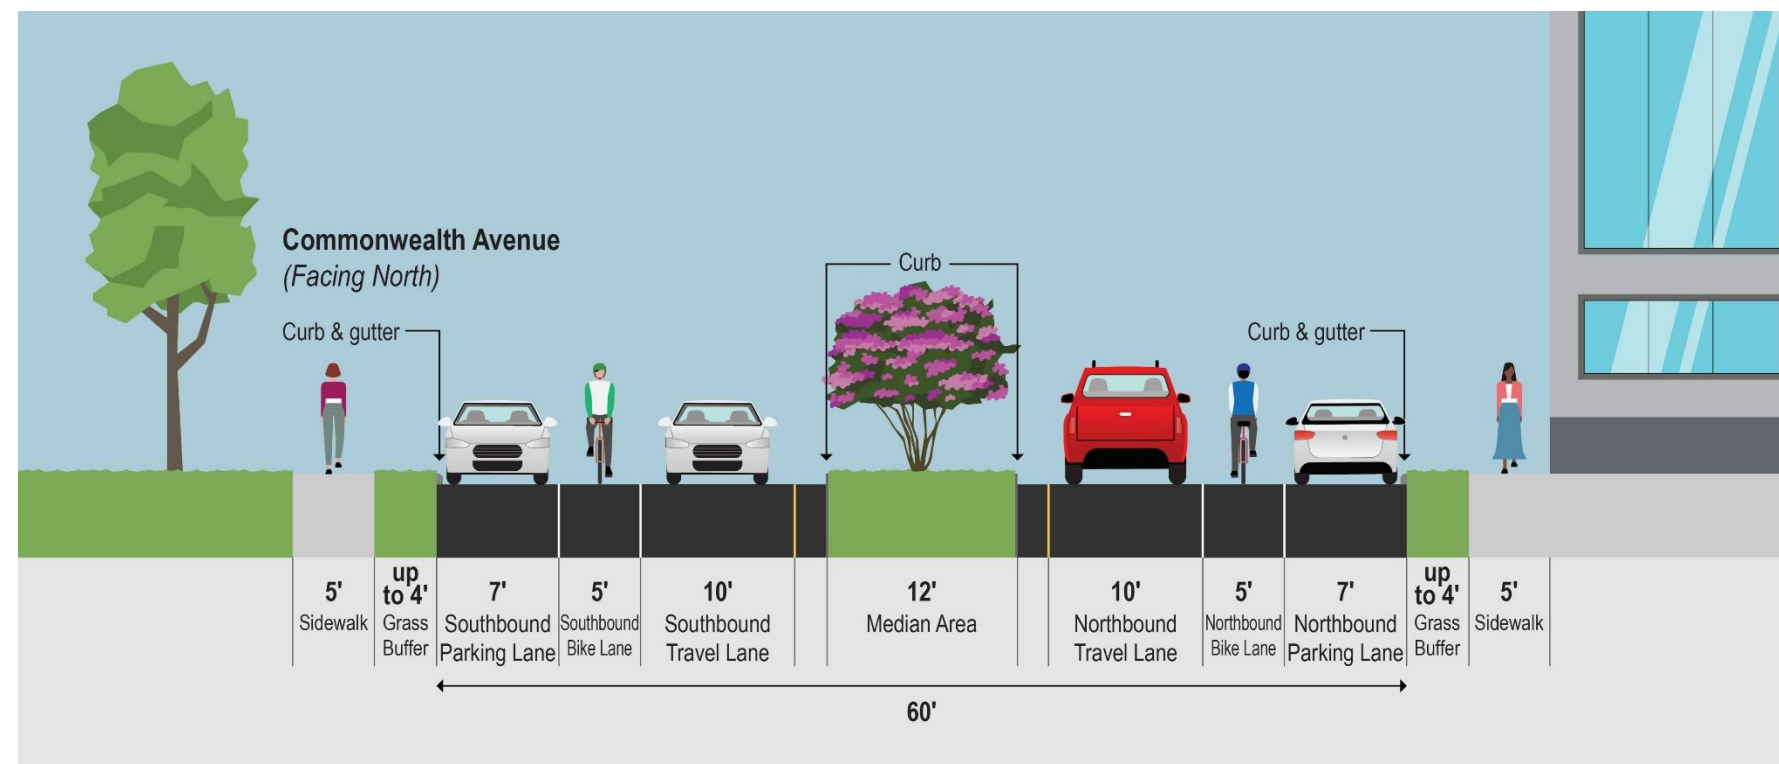 Commonwealth Avenue
(Facing North)
Curb & gutter
Curb
Curb & gutter
5'
Sidewalk
up
to 4'
Grass
Buffer
7'
Southbound
Parking Lane
5'
Southbound
Bike Lane
10'
Southbound
Travel Lane
12'
Median Area
10'
Northbound
Travel Lane
5'
Northbound
Bike Lane
7'
Northbound
Parking Lane
up
to 4'
Grass
Buffer
5'
Sidewalk
60'